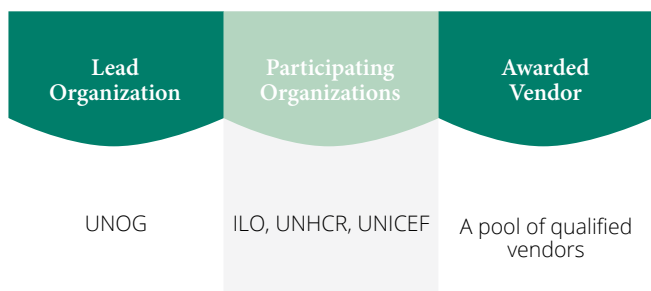 Lead
Organization
Participating
Organizations
Awarded
Vendor
UNOG
ILO, UNHCR, UNICEF
A pool of qualified
vendors